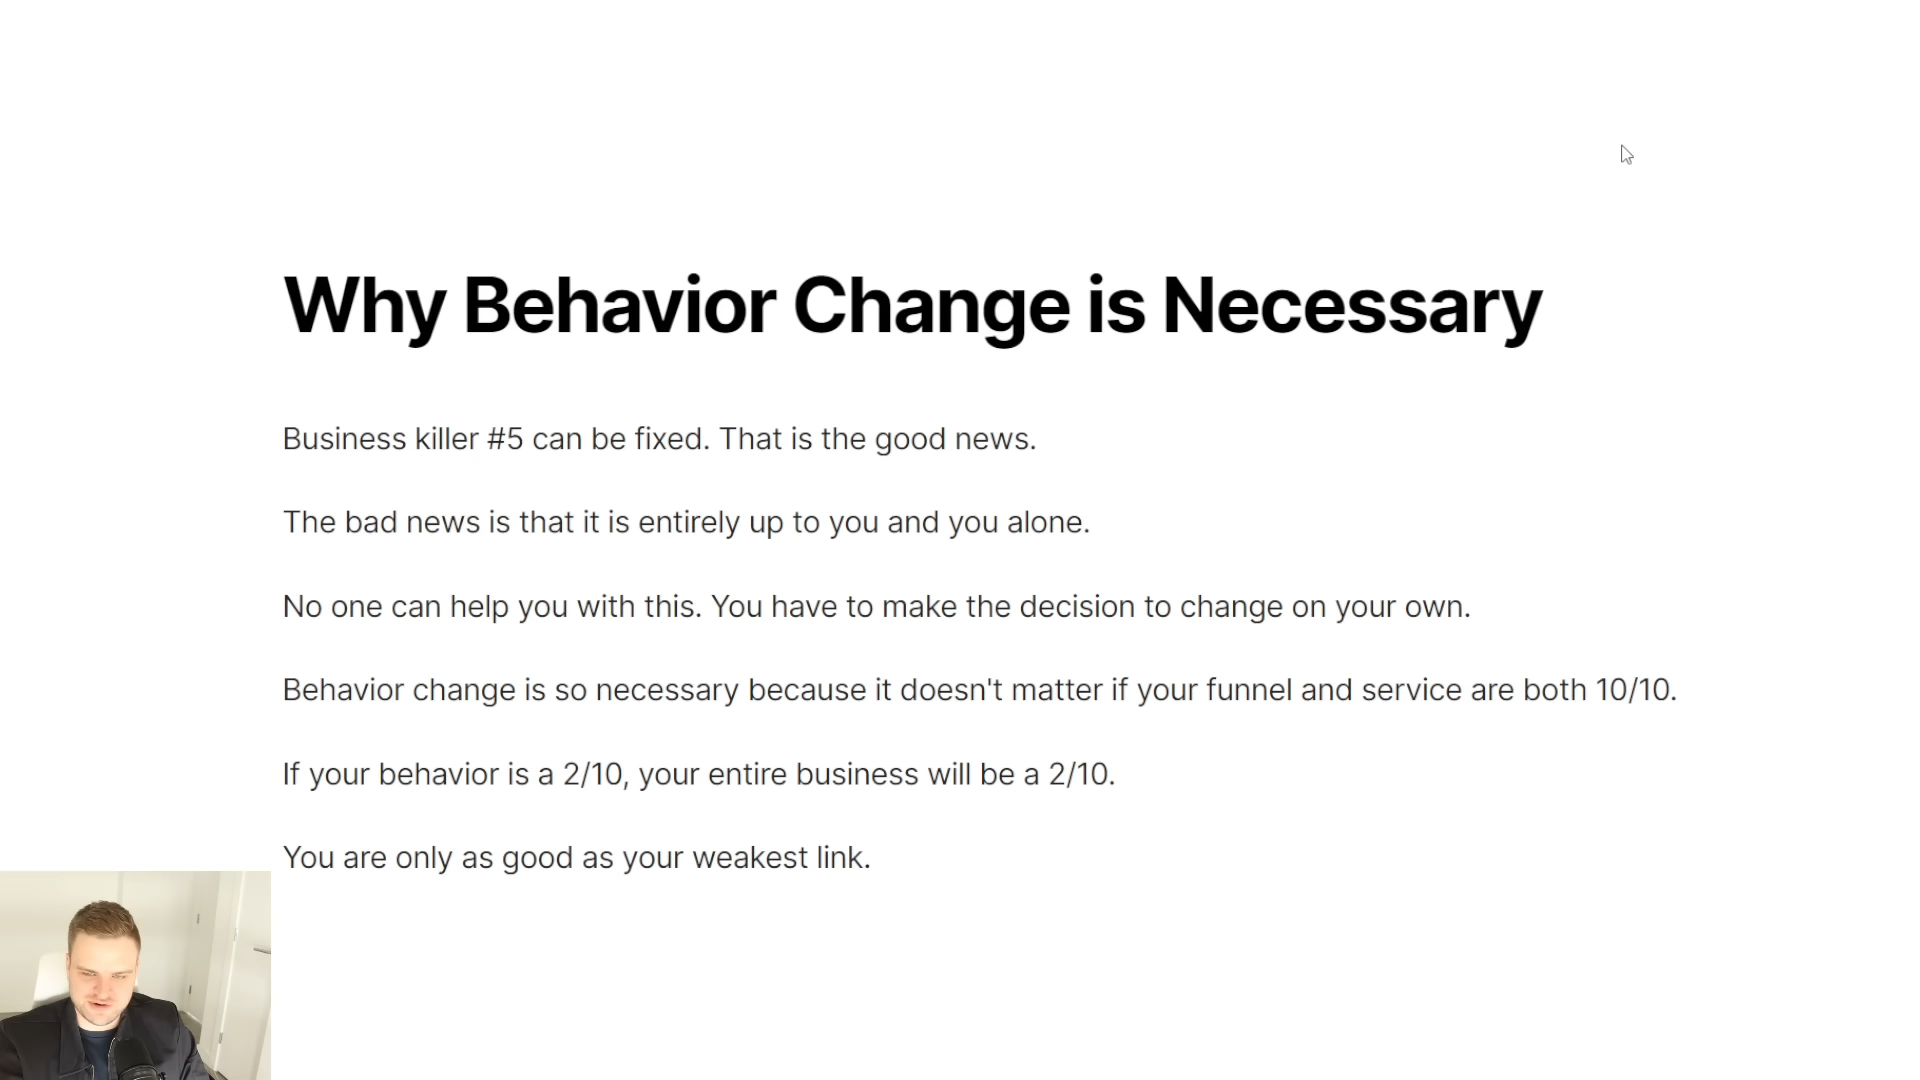 Why Behavior Change is Necessary
Business killer #5 can be fixed. That is the good news.
The bad news is that it is entirely up to you and you alone.
No one can help you with this. You have to make the decision to change on your own.
Behavior change is so necessary because it doesn't matter if your funnel and service are both 10/10.
If your behavior is a 2/10, your entire business will be a 2/10.
You are only as good as your weakest link.